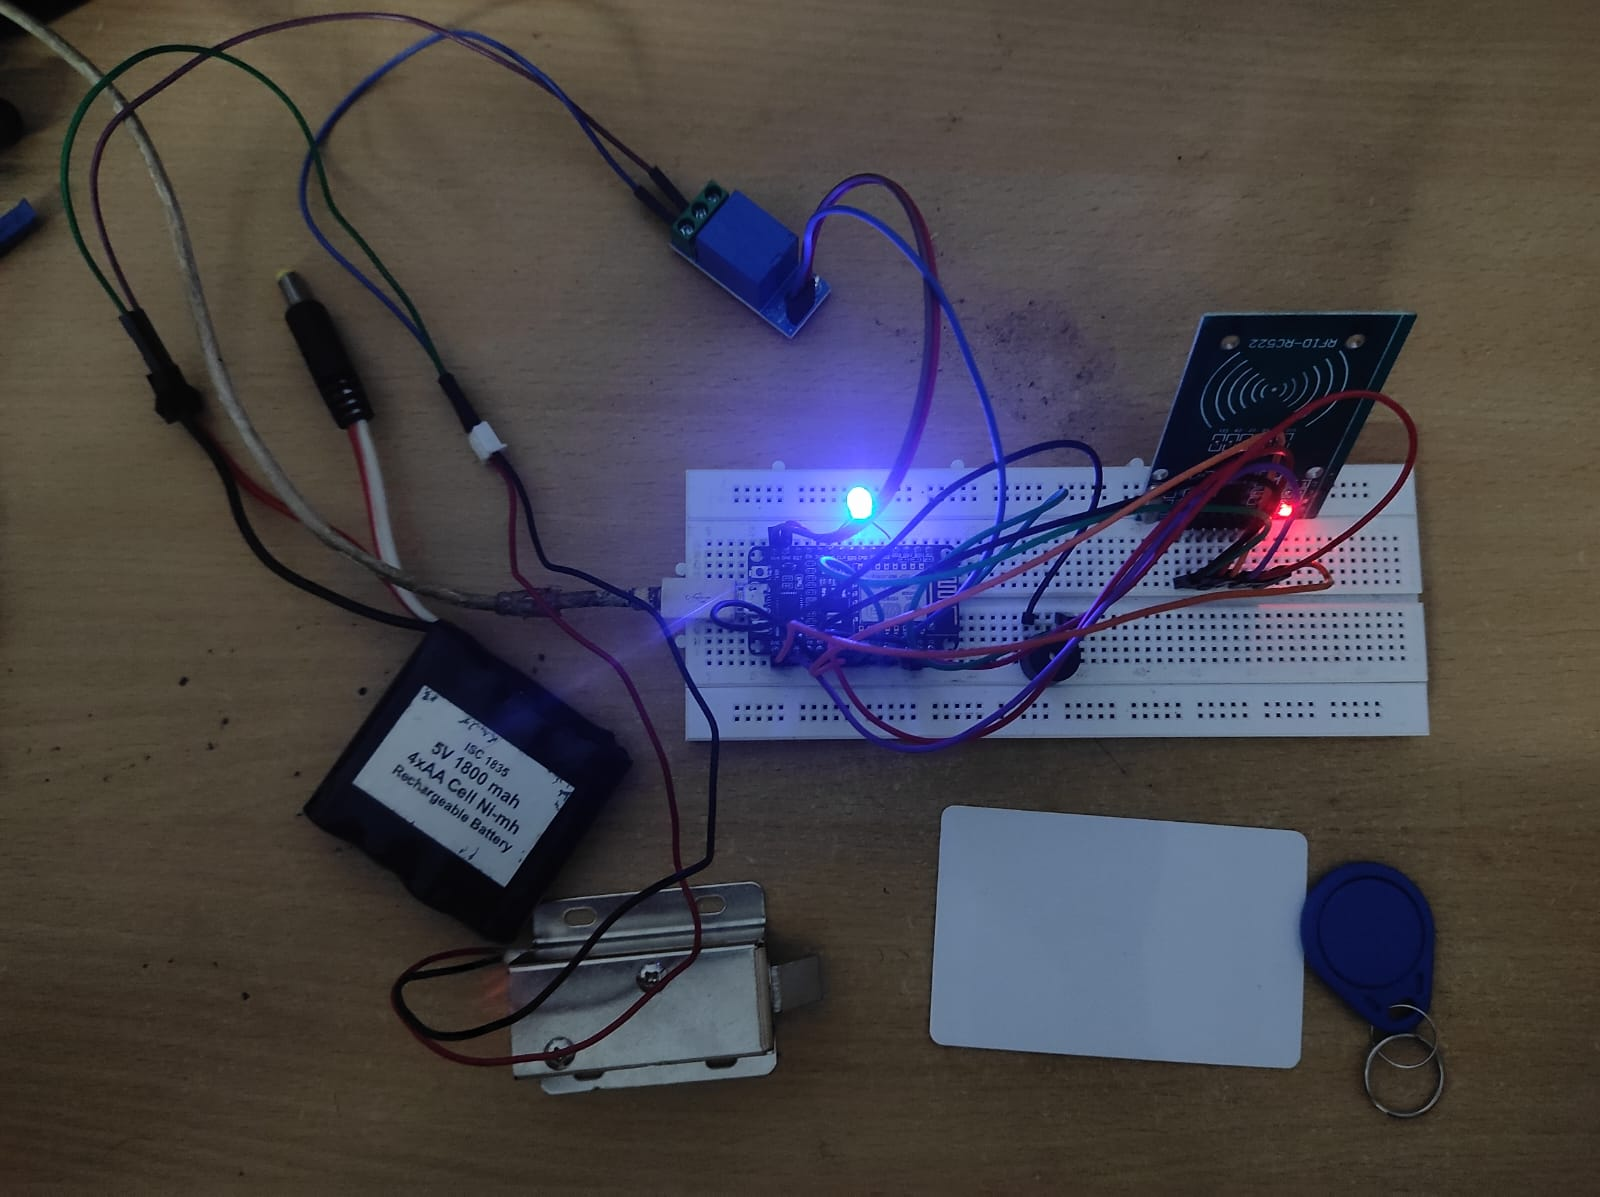 RFID-RC522
ISC 1835
5V 1800 mah
4xAA Cell Ni-mh
Rechargeable Battery